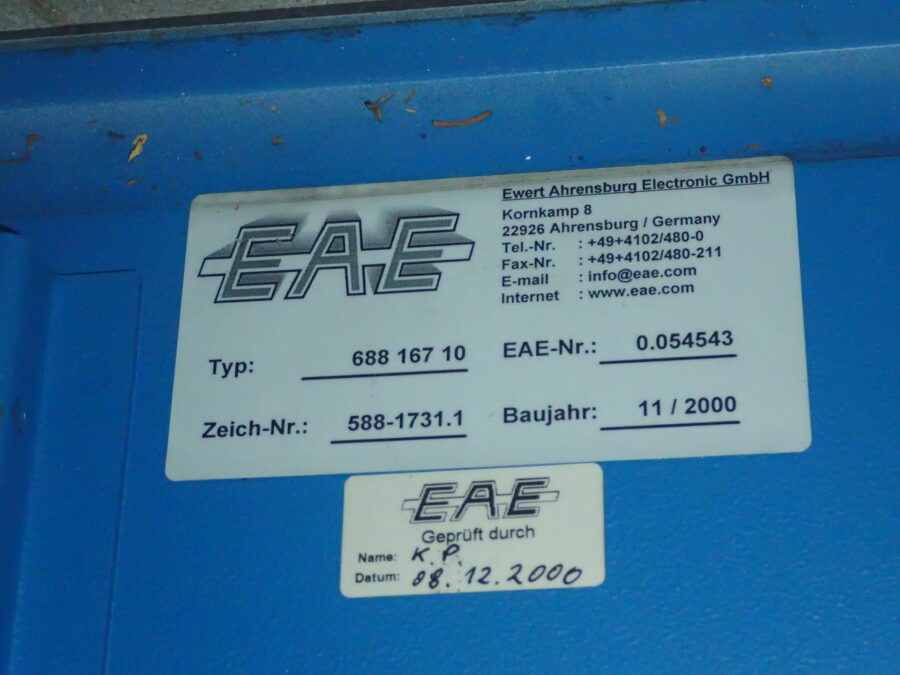 EAE
Ewert Ahrensburg Electronic GmbH
Kornkamp 8
22926 Ahrensburg / Germany
Tel.-Nr. : +49+4102/480-0
Fax-Nr. : +49+4102/480-211
E-mail : info@eae.com
Internet : www.eae.com
Typ: 688 167 10 EAE-Nr.: 0.054543
Zeich-Nr.: 588-1731.1 Baujahr: 11 / 2000
EAE
Geprüft durch
Name: K.P.
Datum: 08.12.2000